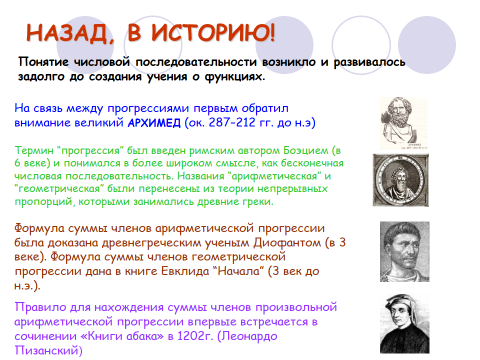 НАЗАД, В ИСТОРИЮ!
Понятие числовой последовательности возникло и развивалось
задолго до создания учения о функциях.
На связь между прогрессиями первым обратил
внимание великий АРХИМЕД (ок. 287–212 гг. до н.э)
Термин “прогрессия” был введен римским автором Боэцием (в
6 веке) и понимался в более широком смысле, как бесконечная
числовая последовательность. Названия “арифметическая” и
“геометрическая” были перенесены из теории непрерывных
пропорций, которыми занимались древние греки.
Формула суммы членов арифметической прогрессии
была доказана древнегреческим ученым Диофантом (в 3
веке). Формула суммы членов геометрической
прогрессии дана в книге Евклида “Начала” (3 век до
н.э.).
Правило для нахождения суммы членов произвольной
арифметической прогрессии впервые встречается в
сочинении «Книги абака» в 1202г. (Леонардо
Пизанский)